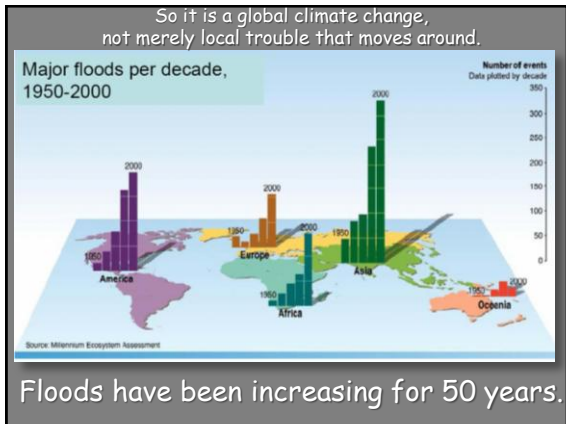 So it is a global climate change,
not merely local trouble that moves around.
Major floods per decade,
1950-2000
Number of events
Data plotted by decade
350
300
250
200
150
100
50
0
2000
1950
America
2000
1950
Europe
2000
1950
Africa
2000
1950
Asia
1950
2000
Oceania
Source: Millennium Ecosystem Assessment
Floods have been increasing for 50 years.